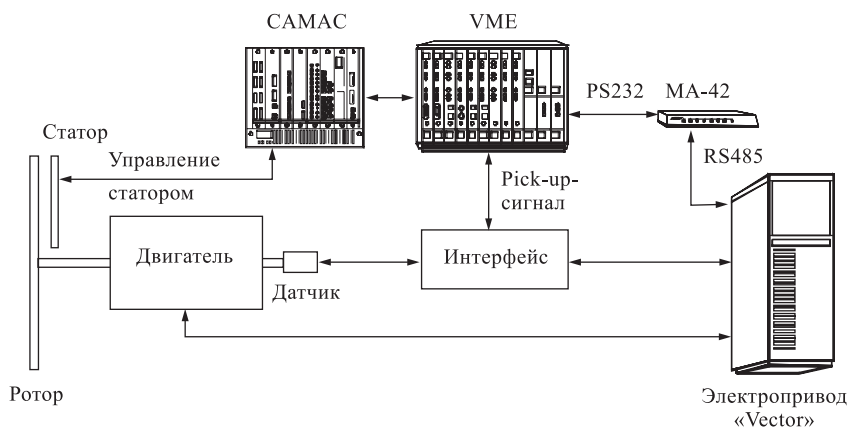 CAMAC
VME
PS232
MA-42
Статор
RS485
Управление
статором
Pick-up-
сигнал
Двигатель
Интерфейс
Датчик
Ротор
Электропривод
«Vector»